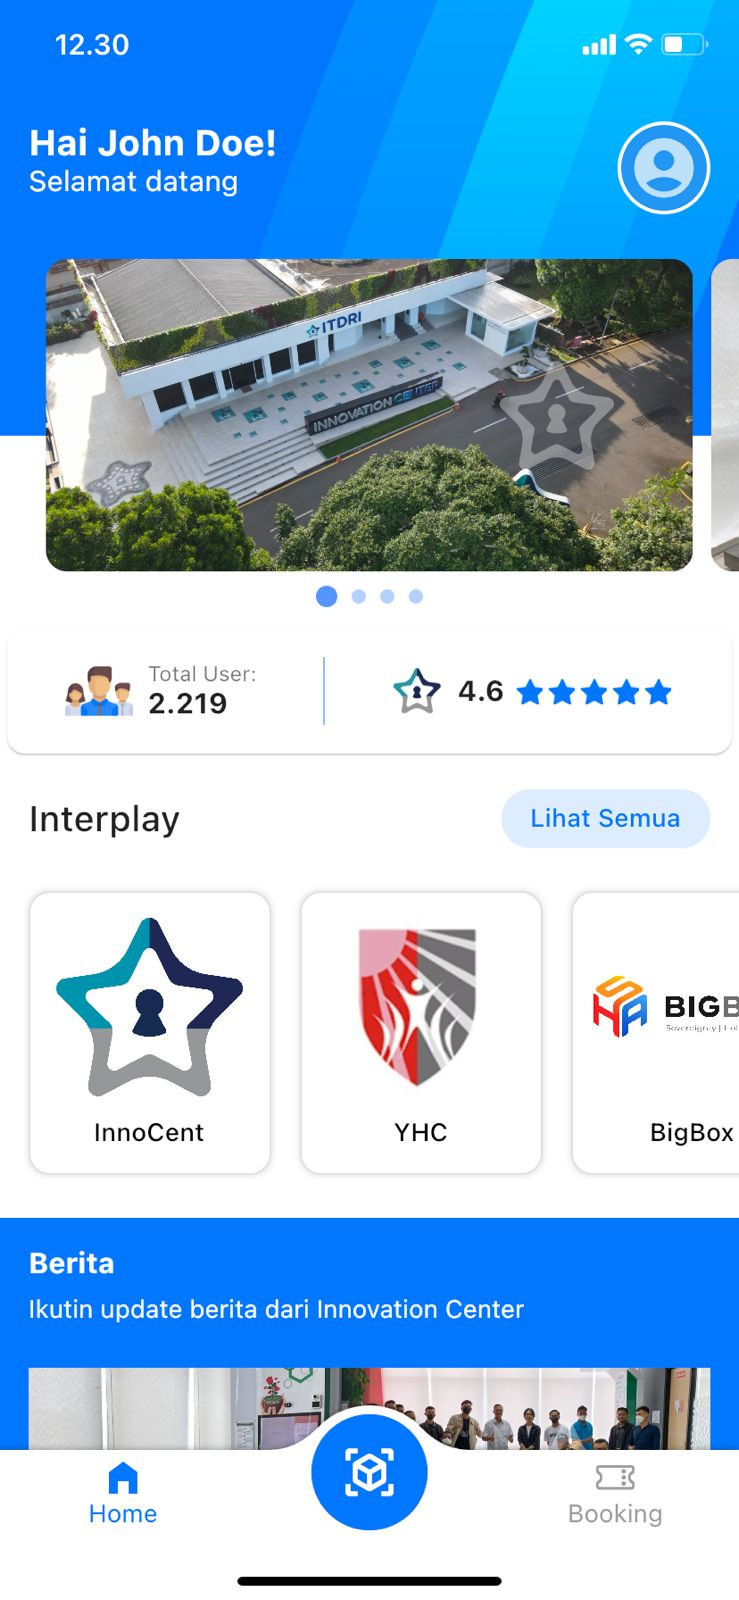 12.30
Hai John Doe!
Selamat datang
ITDRI
INNOVATION CENTER
Total User:
2.219
4.6
Interplay
Lihat Semua
BIGB
InnoCent
YHC
BigBox
Berita
Ikutin update berita dari Innovation Center
Home
Booking